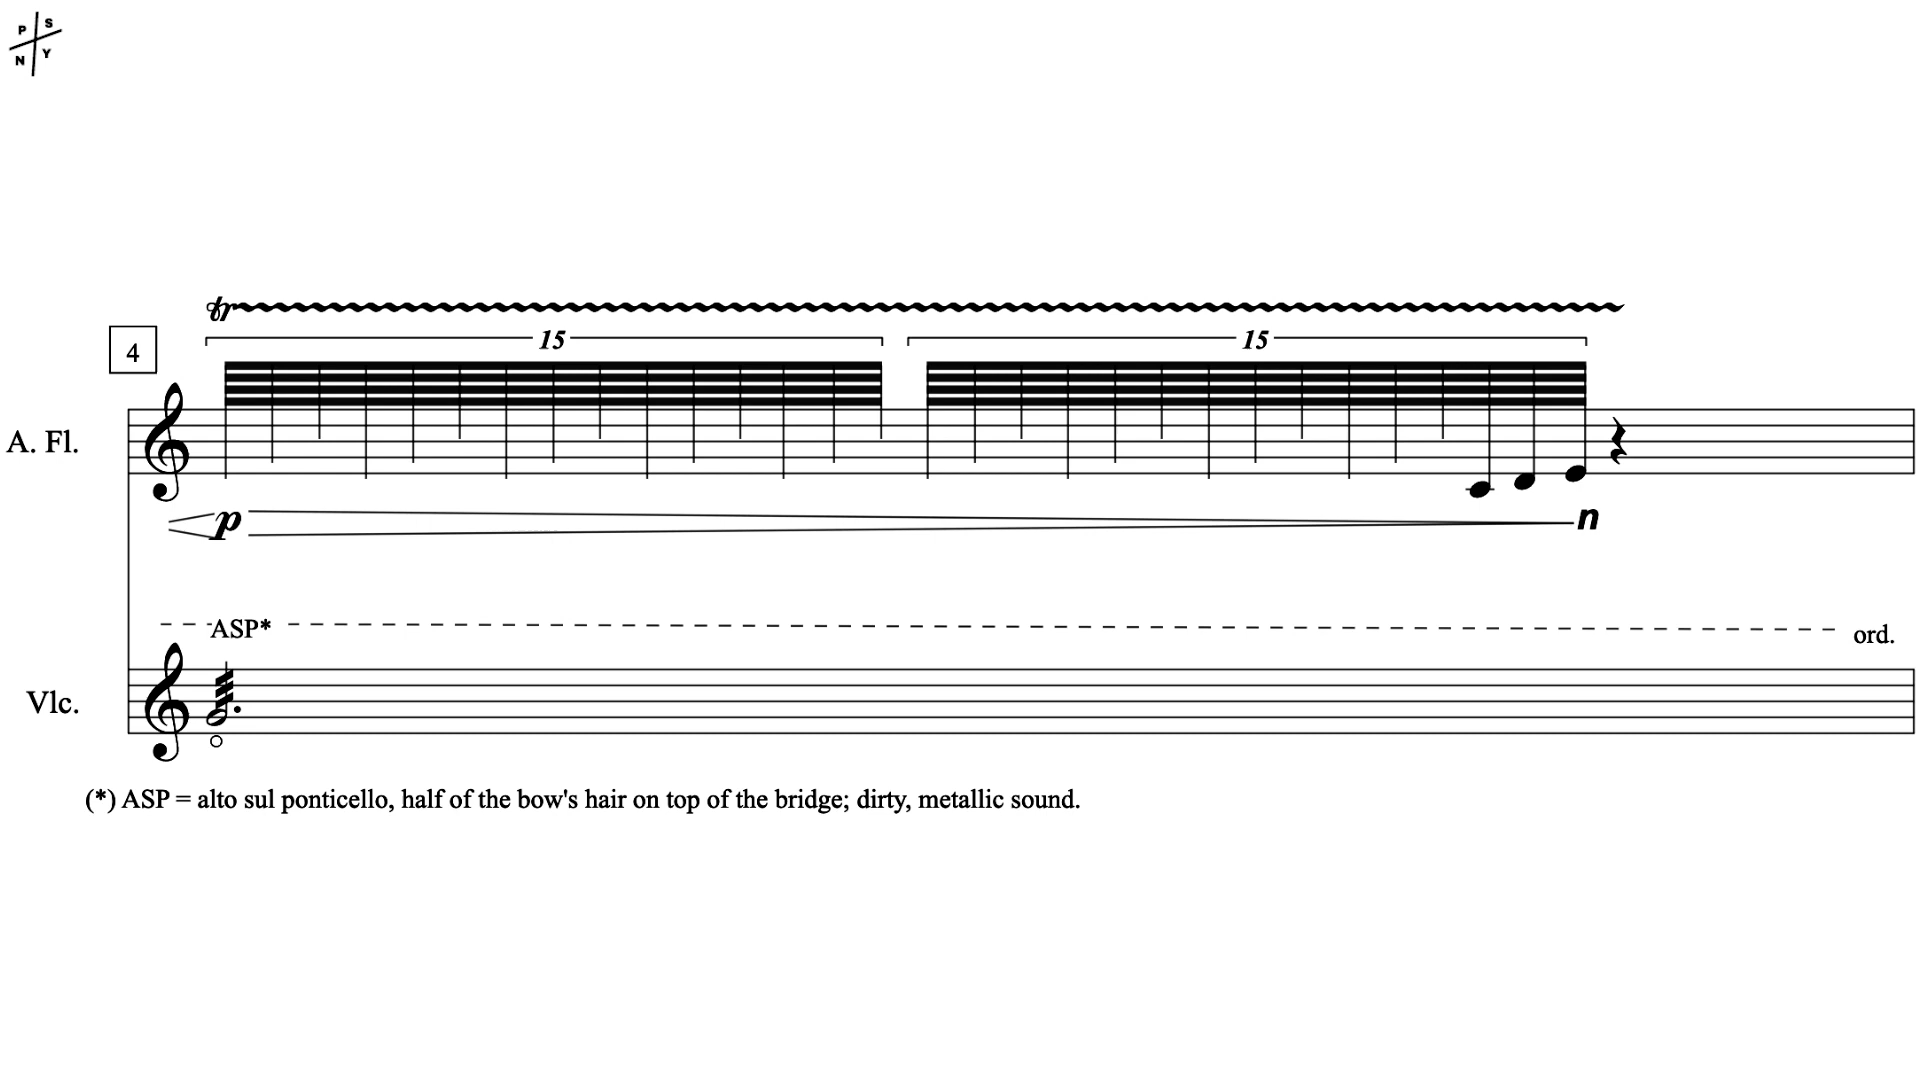 P S
N Y
tr
15 15
4
A. Fl.
p n
ASP* ord.
Vlc.
(*) ASP = alto sul ponticello, half of the bow's hair on top of the bridge; dirty, metallic sound.